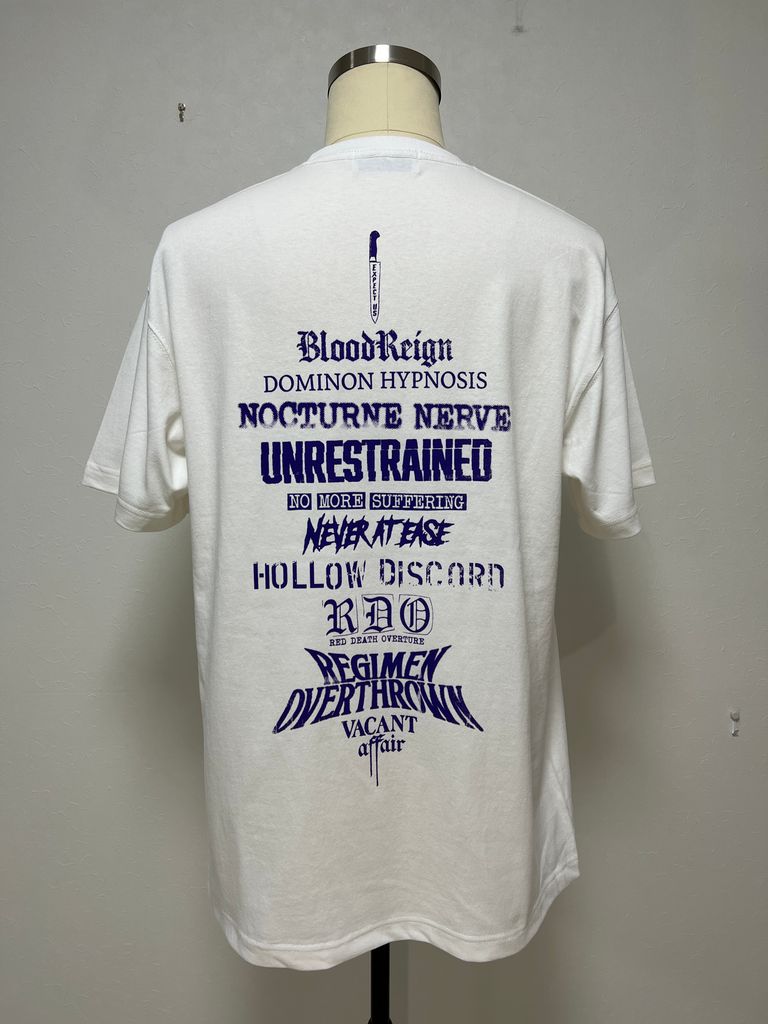 EXPECT US
BloodReign
DOMINON HYPNOSIS
NOCTURNE NERVE
UNRESTRAINED
NO MORE SUFFERING
NEVER AT EASE
HOLLOW DISCORD
RDO
RED DEATH OVERTURE
REGIMEN
OVERTHROWN
VACANT
affair